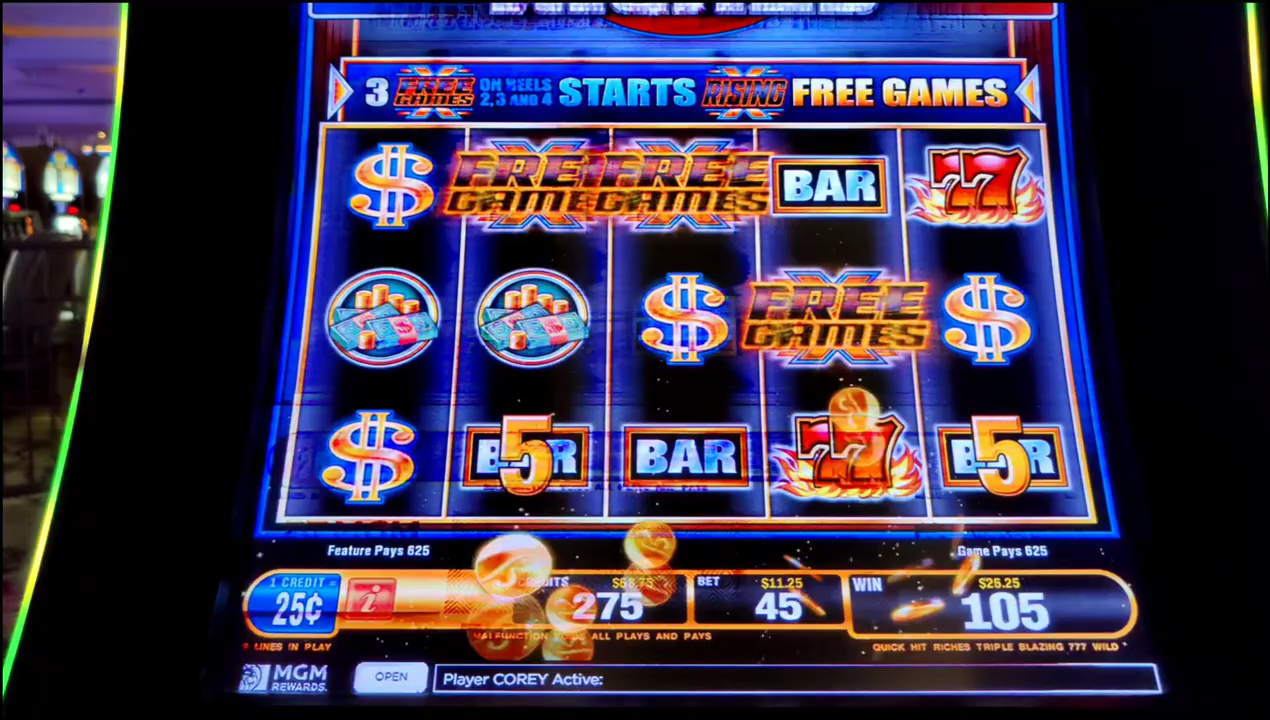 3 FREE GAMES ON REELS 2, 3 AND 4 STARTS RISING FREE GAMES
$ FREE GAMES FREE GAMES BAR 77
$ FREE GAMES $
$ BAR 5 BAR 77 BAR 5
Feature Pays 625 Game Pays 625
1 CREDIT = CREDITS BET $11.25 WIN $26.25
25¢ i 275 45 105
LINES IN PLAY MALFUNCTION VOIDS ALL PLAYS AND PAYS QUICK HIT RICHES TRIPLE BLAZING 777 WILD
MGM REWARDS OPEN Player COREY Active: